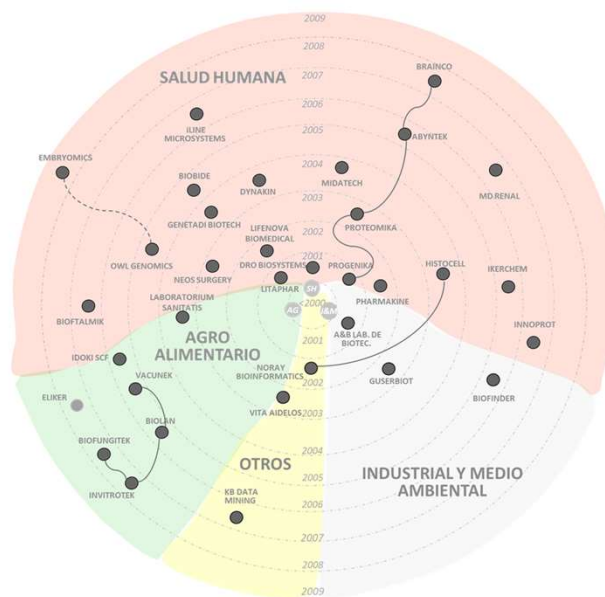 2009
2008
2007
2006
2005
2004
2003
2002
2001
<2000
2001
2002
2003
2004
2005
2006
2007
2008
2009
SALUD HUMANA
BRAINCO
ILINE
MICROSYSTEMS
ABYNTEK
EMBRYOMICS
BIOBIDE
DYNAKIN
MIDATECH
MD RENAL
GENETADI BIOTECH
LIFENOVA
BIOMEDICAL
PROTEOMIKA
OWL GENOMICS
NEOS SURGERY
DRO BIOSYSTEMS
PROGENIKA
HISTOCELL
IKERCHEM
LITAPHAR
SH
PHARMAKINE
BIOFTALMIK
LABORATORIUM
SANITATIS
AG
I&M
INNOPROT
AGRO
ALIMENTARIO
A&B LAB. DE
BIOTEC.
IDOKI SCF
VACUNEK
NORAY
BIOINFORMATICS
GUSERBIOT
BIOFINDER
ELIKER
BIOLAN
VITA AIDELOS
BIOFUNGITEK
INVITROTEK
OTROS
INDUSTRIAL Y MEDIO
AMBIENTAL
KB DATA
MINING